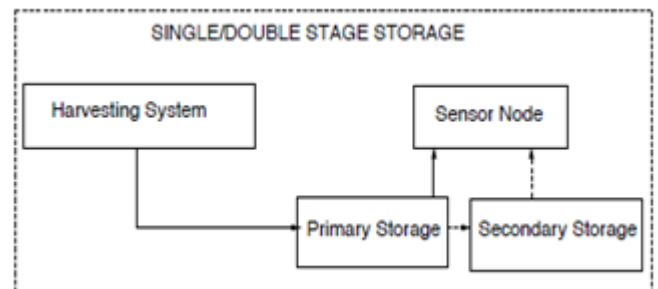 SINGLE/DOUBLE STAGE STORAGE
Harvesting System
Sensor Node
Primary Storage
Secondary Storage